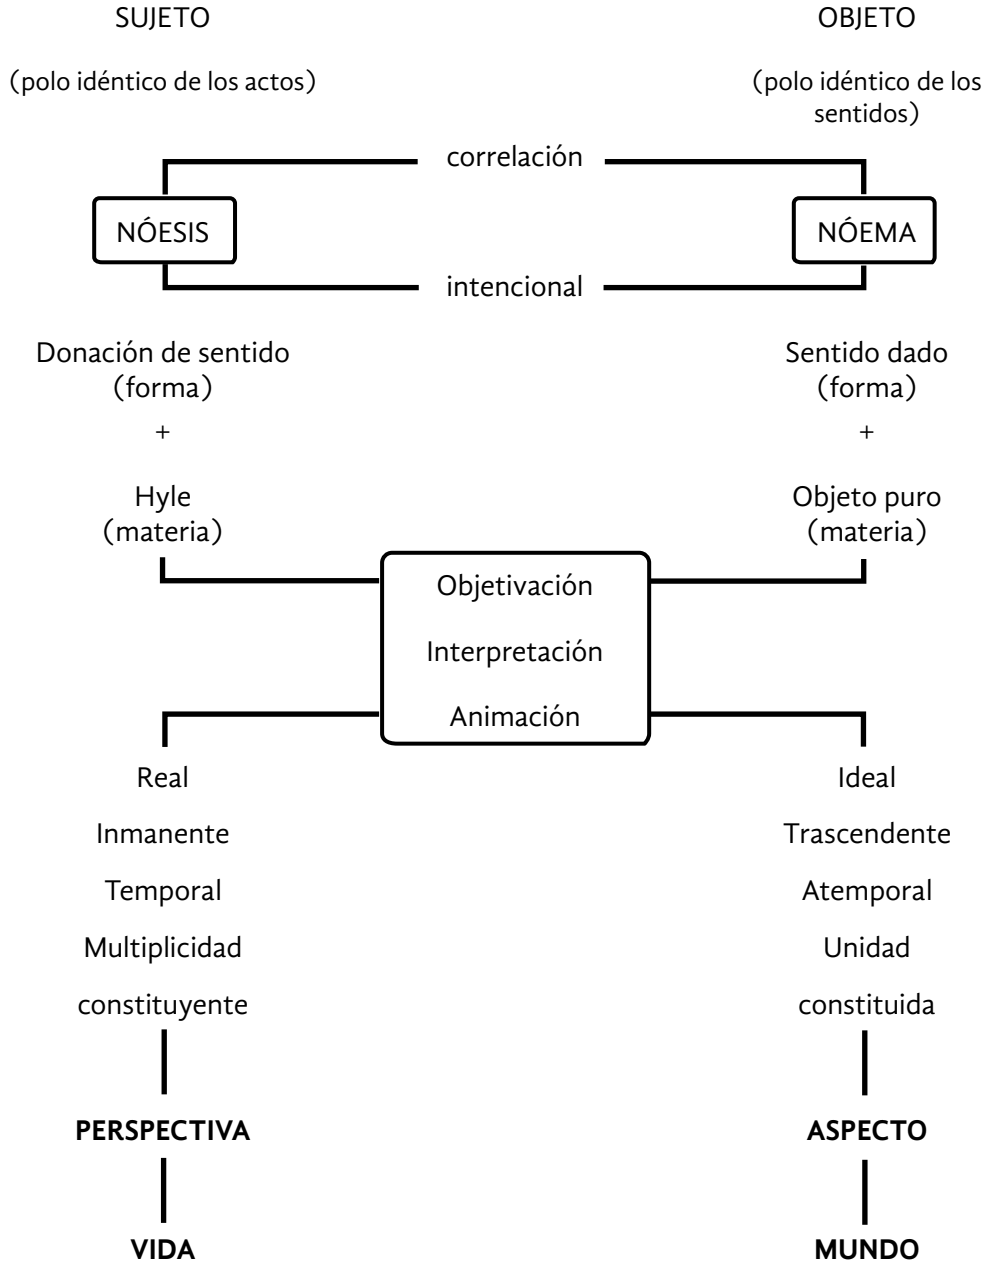 SUJETO
OBJETO
(polo idéntico de los actos)
(polo idéntico de los
sentidos)
correlación
NÓESIS
NÓEMA
intencional
Donación de sentido
(forma)
Sentido dado
(forma)
+
+
Hyle
(materia)
Objeto puro
(materia)
Objetivación
Interpretación
Animación
Real
Ideal
Inmanente
Trascendente
Temporal
Atemporal
Multiplicidad
Unidad
constituyente
constituida
PERSPECTIVA
ASPECTO
VIDA
MUNDO